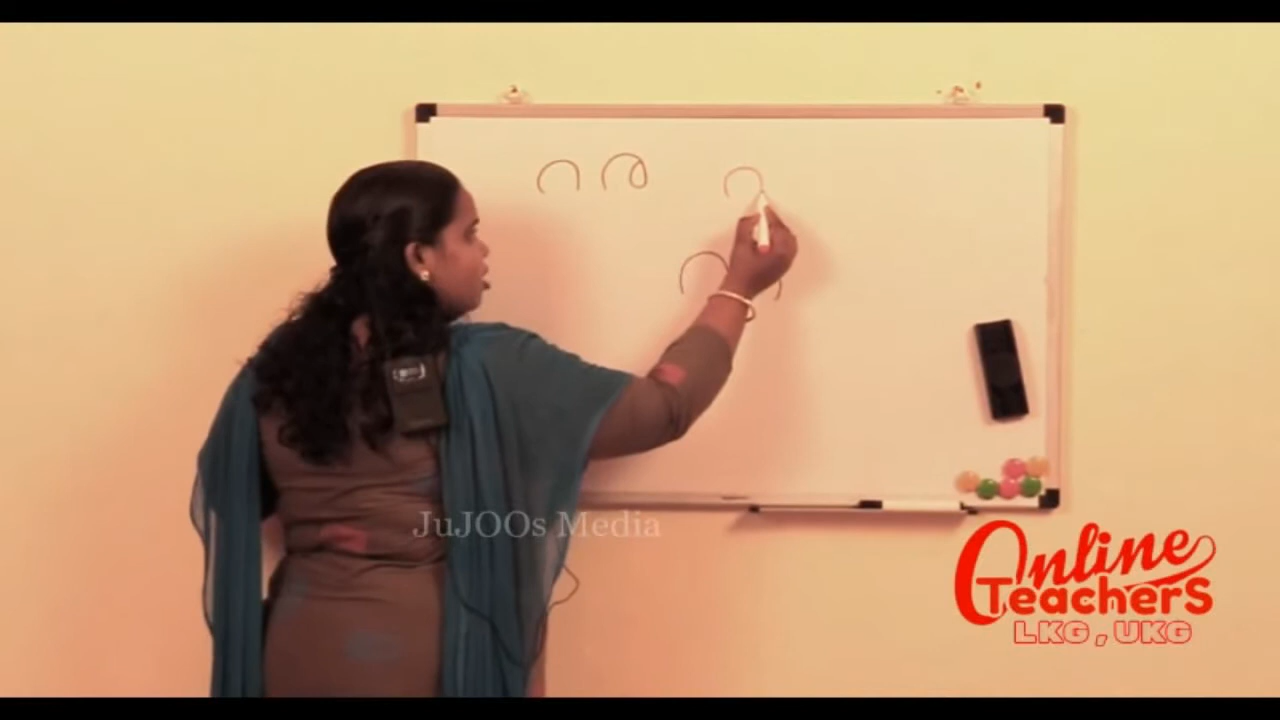 റ ര
JuJOOs Media
Online
Teachers
LKG, UKG